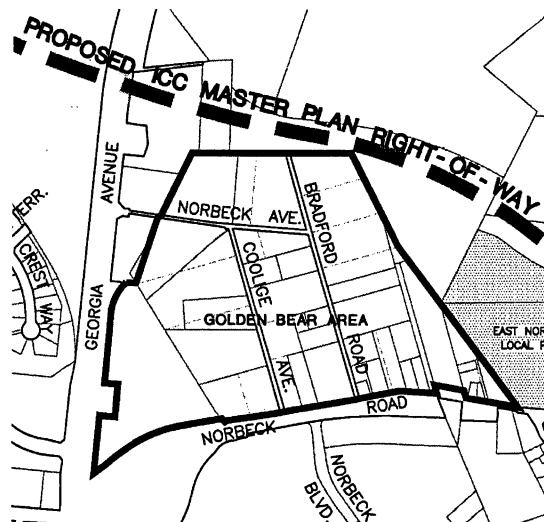 PROPOSED ICC MASTER PLAN RIGHT-OF-WAY
AVENUE
GEORGIA
CREST WAY
NORBECK AVE.
BRADFORD
ROAD
COOLIGE
AVE.
GOLDEN BEAR AREA
EAST NOR
LOCAL P
NORBECK ROAD
NORBECK
BLVD.